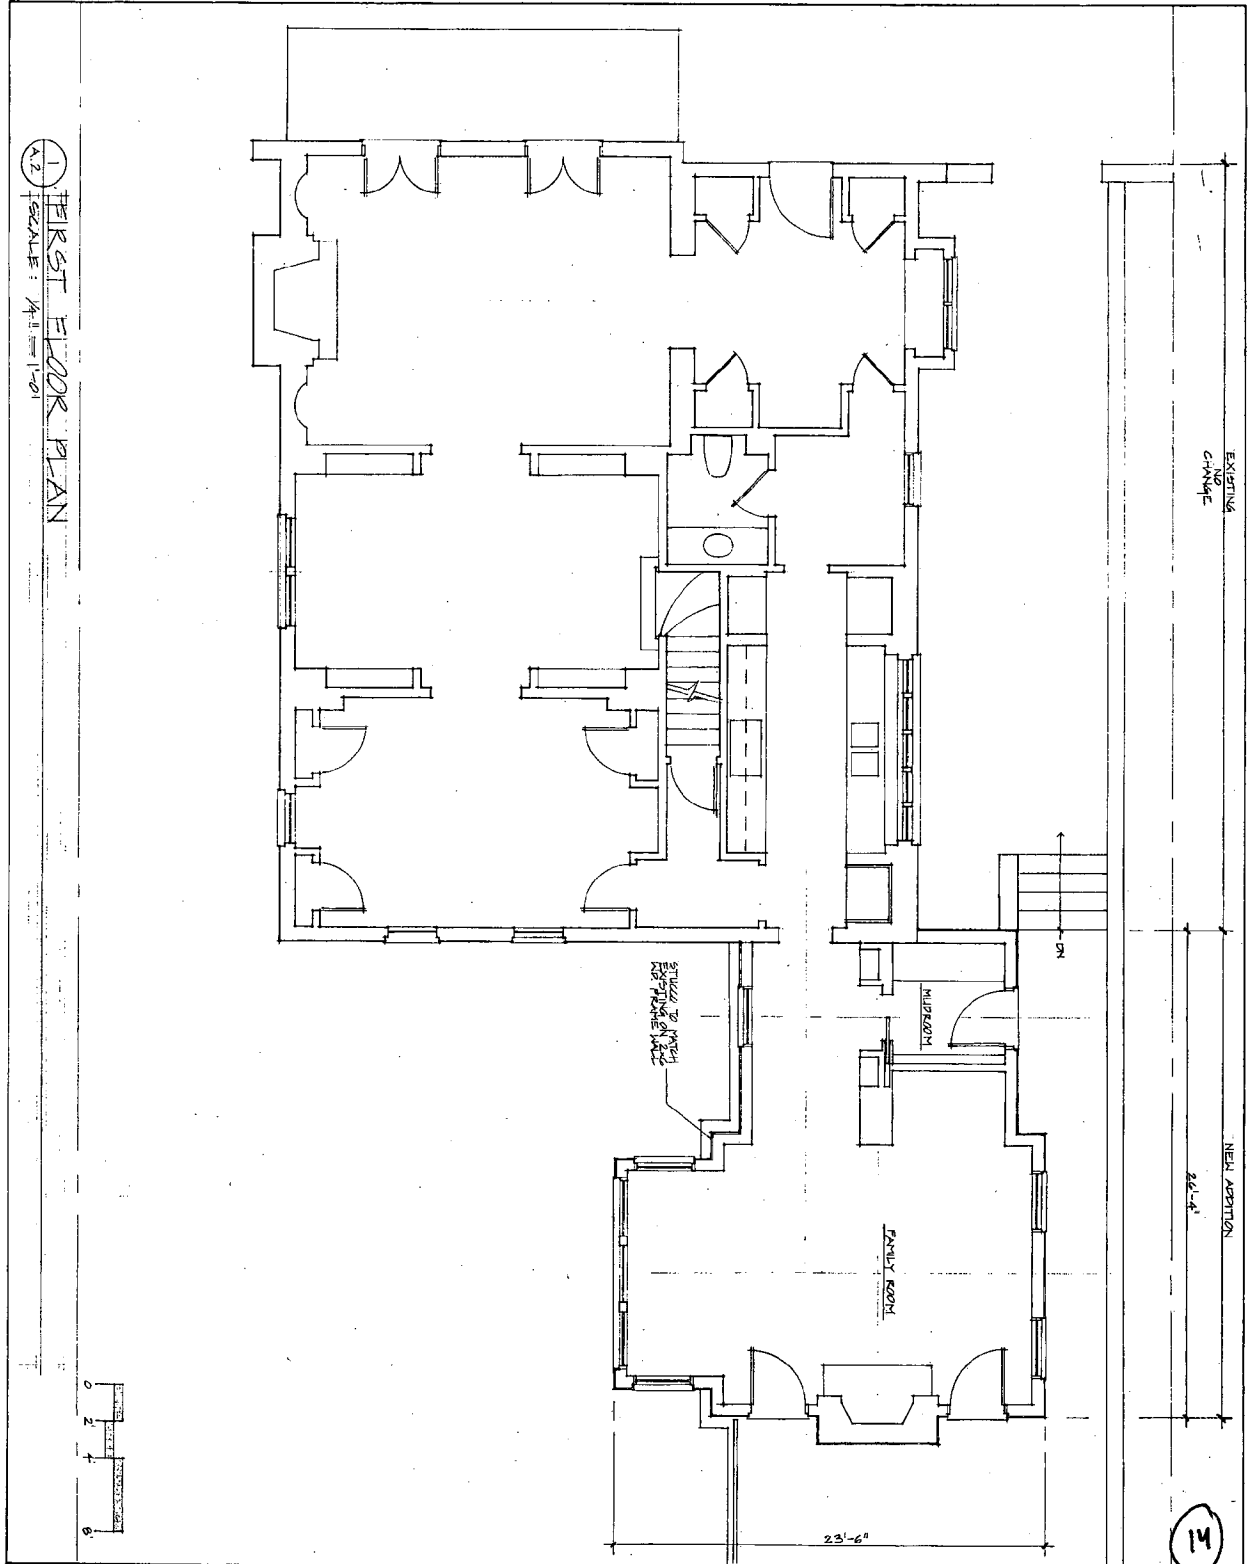 EXISTING
NO
CHANGE
NEW ADDITION
26'-4"
DN
MUDROOM
FAMILY ROOM
STUCCO TO MATCH
EXISTING ON 2x6
WD. FRAME WALL
23'-6"
1
A.2
FIRST FLOOR PLAN
SCALE: 1/4" = 1'-0"
0 2' 4' 8'
14